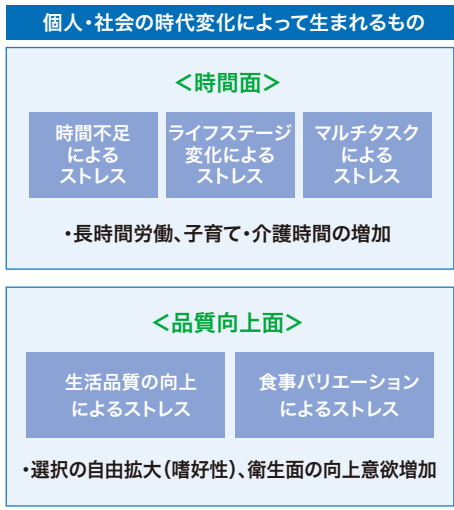 個人・社会の時代変化によって生まれるもの
＜時間面＞
時間不足
による
ストレス
ライフステージ
変化による
ストレス
マルチタスク
による
ストレス
・長時間労働、子育て・介護時間の増加
＜品質向上面＞
生活品質の向上
によるストレス
食事バリエーション
によるストレス
・選択の自由拡大（嗜好性）、衛生面の向上意欲増加